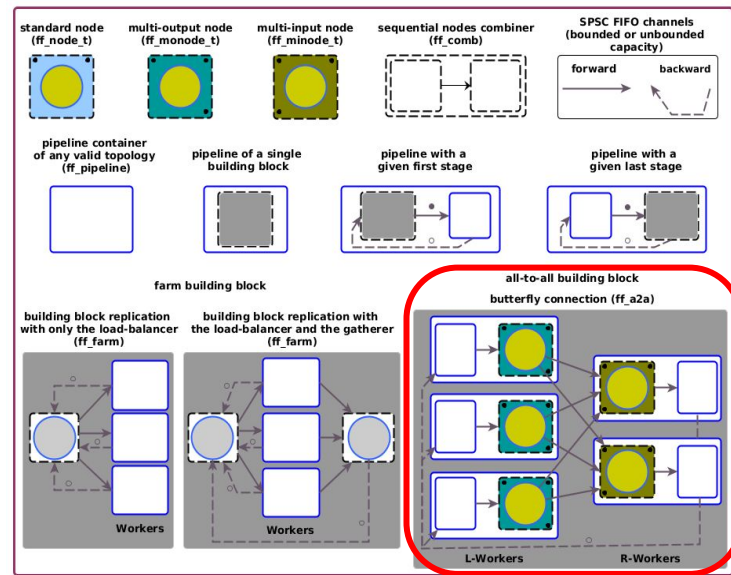 standard node
(ff_node_t)
multi-output node
(ff_monode_t)
multi-input node
(ff_minode_t)
sequential nodes combiner
(ff_comb)
SPSC FIFO channels
(bounded or unbounded
capacity)
forward
backward
pipeline container
of any valid topology
(ff_pipeline)
pipeline of a single
building block
pipeline with a
given first stage
pipeline with a
given last stage
farm building block
building block replication
with only the load-balancer
(ff_farm)
Workers
building block replication with
the load-balancer and the gatherer
(ff_farm)
Workers
all-to-all building block
butterfly connection (ff_a2a)
L-Workers
R-Workers